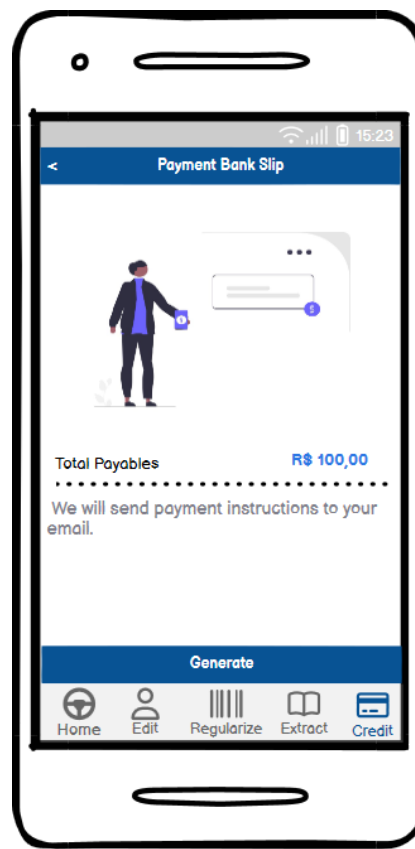 15:23
< Payment Bank Slip
...
$
$
Total Payables R$ 100,00
We will send payment instructions to your
email.
Generate
Home Edit Regularize Extract Credit